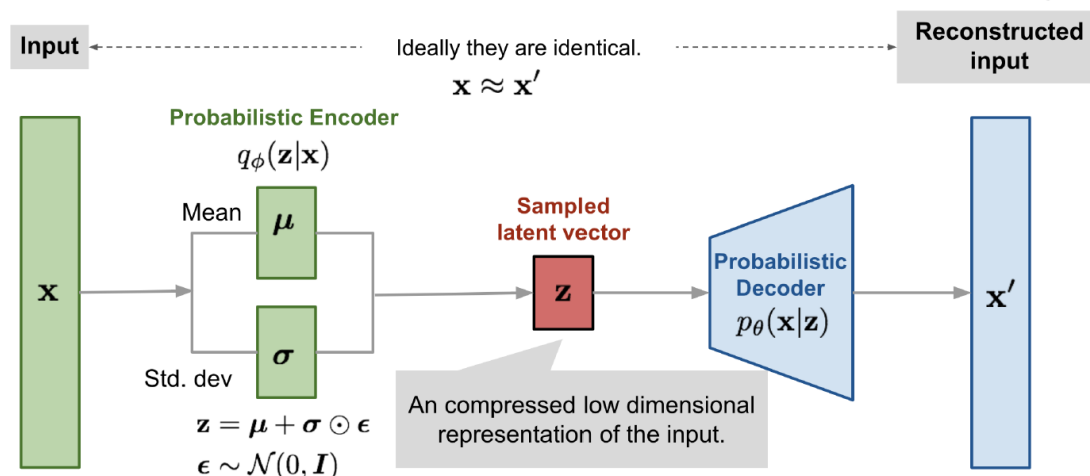 Input
Ideally they are identical.
x ≈ x′
Reconstructed
input
Probabilistic Encoder
qϕ(z|x)
Mean
μ
x
σ
Std. dev
z = μ + σ ⊙ ϵ
ϵ ∼ 𝒩(0, I)
Sampled
latent vector
z
An compressed low dimensional
representation of the input.
Probabilistic
Decoder
pθ(x|z)
x′